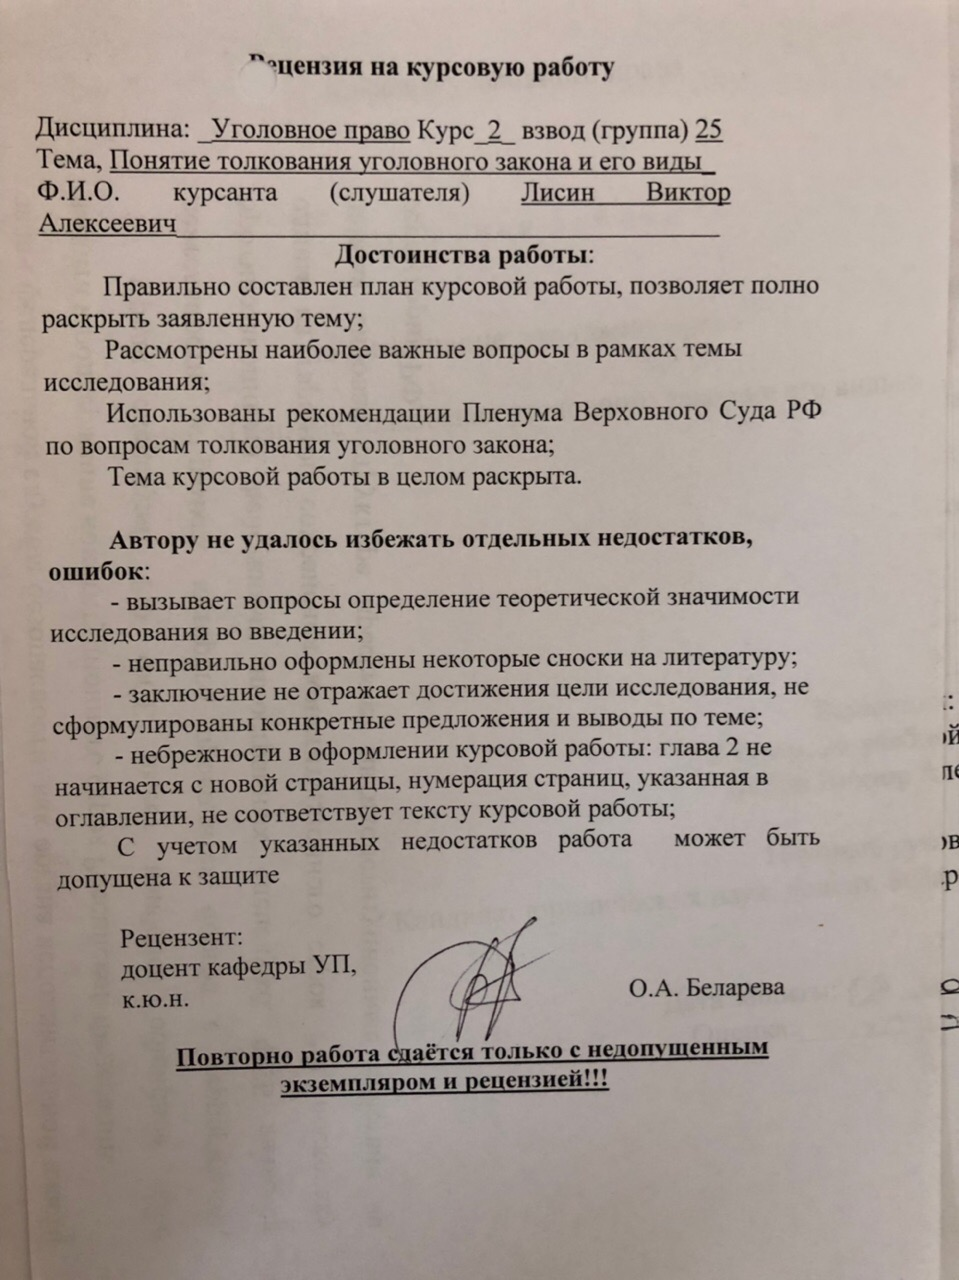 Рецензия на курсовую работу
Дисциплина: _Уголовное право Курс_2_ взвод (группа) 25
Тема, Понятие толкования уголовного закона и его виды_
Ф.И.О. курсанта (слушателя) Лисин Виктор
Алексеевич
Достоинства работы:
Правильно составлен план курсовой работы, позволяет полно
раскрыть заявленную тему;
Рассмотрены наиболее важные вопросы в рамках темы
исследования;
Использованы рекомендации Пленума Верховного Суда РФ
по вопросам толкования уголовного закона;
Тема курсовой работы в целом раскрыта.
Автору не удалось избежать отдельных недостатков,
ошибок:
- вызывает вопросы определение теоретической значимости
исследования во введении;
- неправильно оформлены некоторые сноски на литературу;
- заключение не отражает достижения цели исследования, не
сформулированы конкретные предложения и выводы по теме;
- небрежности в оформлении курсовой работы: глава 2 не
начинается с новой страницы, нумерация страниц, указанная в
оглавлении, не соответствует тексту курсовой работы;
С учетом указанных недостатков работа может быть
допущена к защите
Рецензент:
доцент кафедры УП,
к.ю.н.
О.А. Беларева
Повторно работа сдаётся только с недопущенным
экземпляром и рецензией!!!